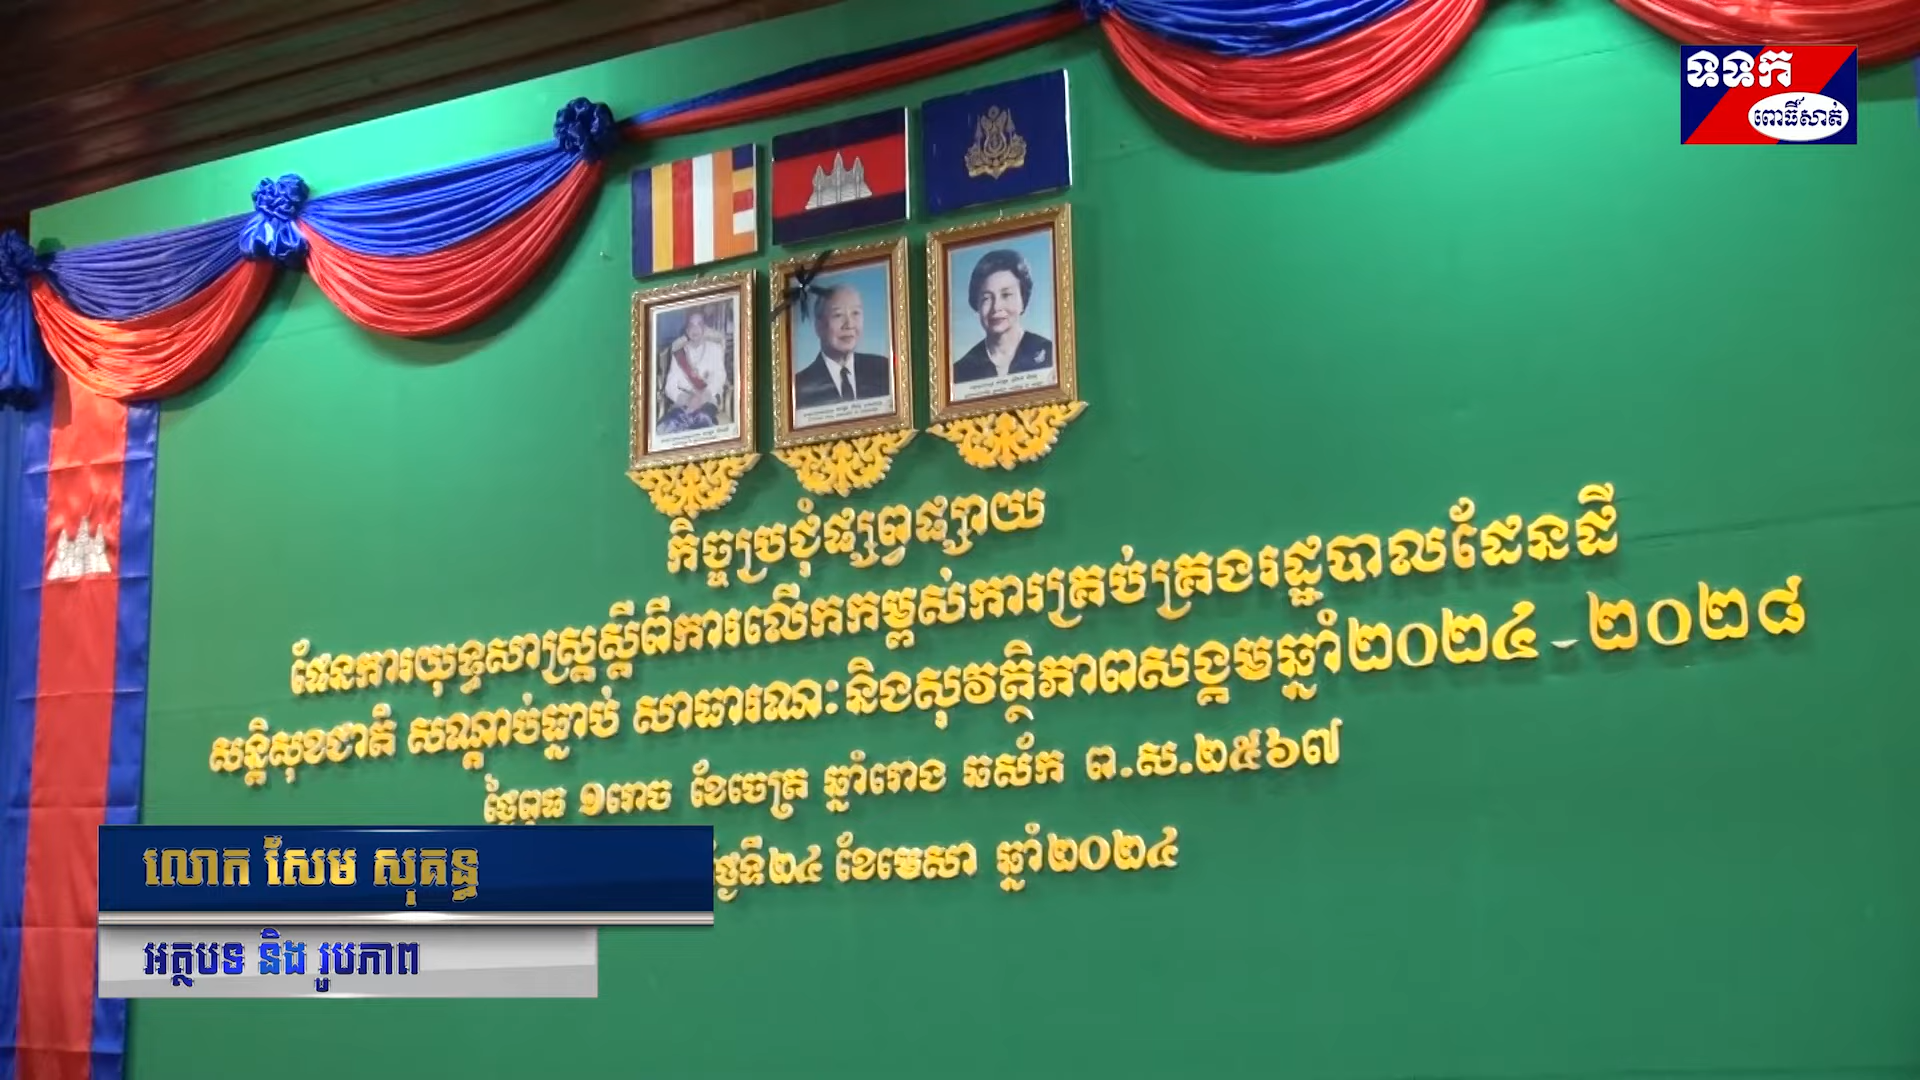 ទទក
ពោធិ៍សាត់
កិច្ចប្រជុំផ្សព្វផ្សាយ
ផែនការយុទ្ធសាស្ត្រស្តីពីការលើកកម្ពស់ការគ្រប់គ្រងរដ្ឋបាលដែនដី
សន្តិសុខជាតិ សណ្តាប់ធ្នាប់ សាធារណៈនិងសុវត្ថិភាពសង្គមឆ្នាំ២០២៤-២០២៨
ថ្ងៃពុធ ១រោច ខែចេត្រ ឆ្នាំរោង ឆស័ក ព.ស.២៥៦៧
ថ្ងៃទី២៤ ខែមេសា ឆ្នាំ២០២៤
លោក សែម សុគន្ធ
អត្ថបទ និង រូបភាព